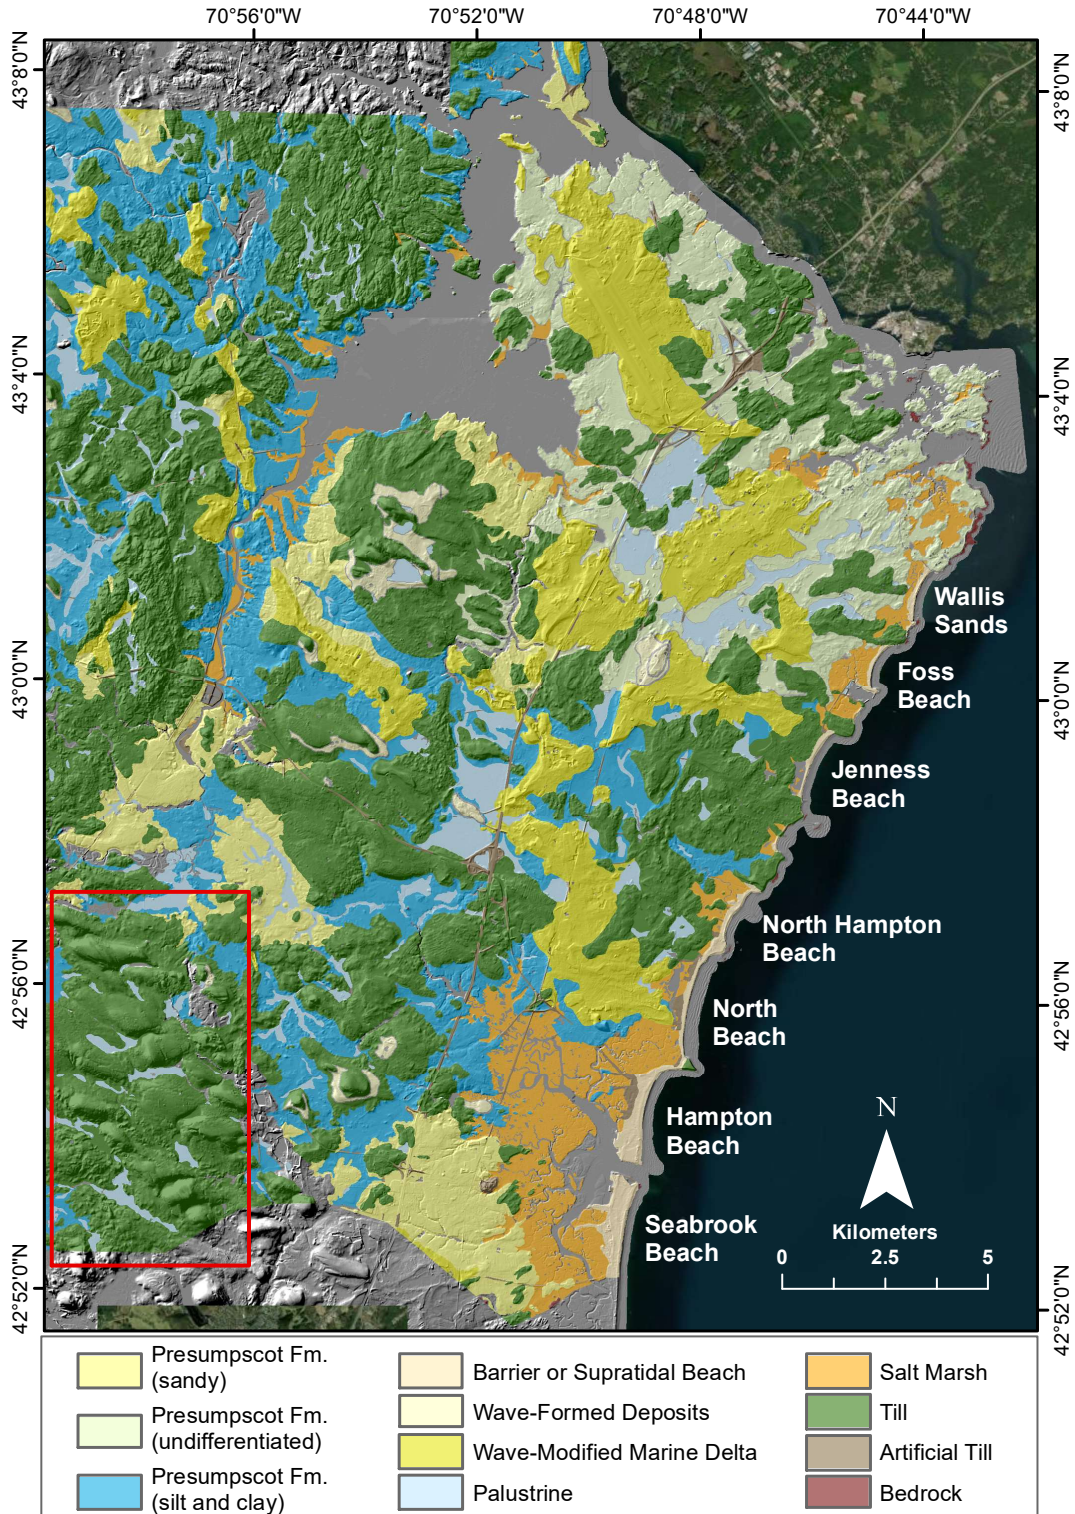 70°56'0"W 70°52'0"W 70°48'0"W 70°44'0"W
43°8'0"N
43°8'0"N
43°4'0"N
43°4'0"N
Wallis
Sands
Foss
Beach
43°0'0"N
43°0'0"N
Jenness
Beach
North Hampton
Beach
42°56'0"N
42°56'0"N
North
Beach
Hampton
Beach
N
Seabrook
Beach
Kilometers
0 2.5 5
42°52'0"N
42°52'0"N
Presumpscot Fm.
(sandy)
Presumpscot Fm.
(undifferentiated)
Presumpscot Fm.
(silt and clay)
Barrier or Supratidal Beach
Wave-Formed Deposits
Wave-Modified Marine Delta
Palustrine
Salt Marsh
Till
Artificial Till
Bedrock